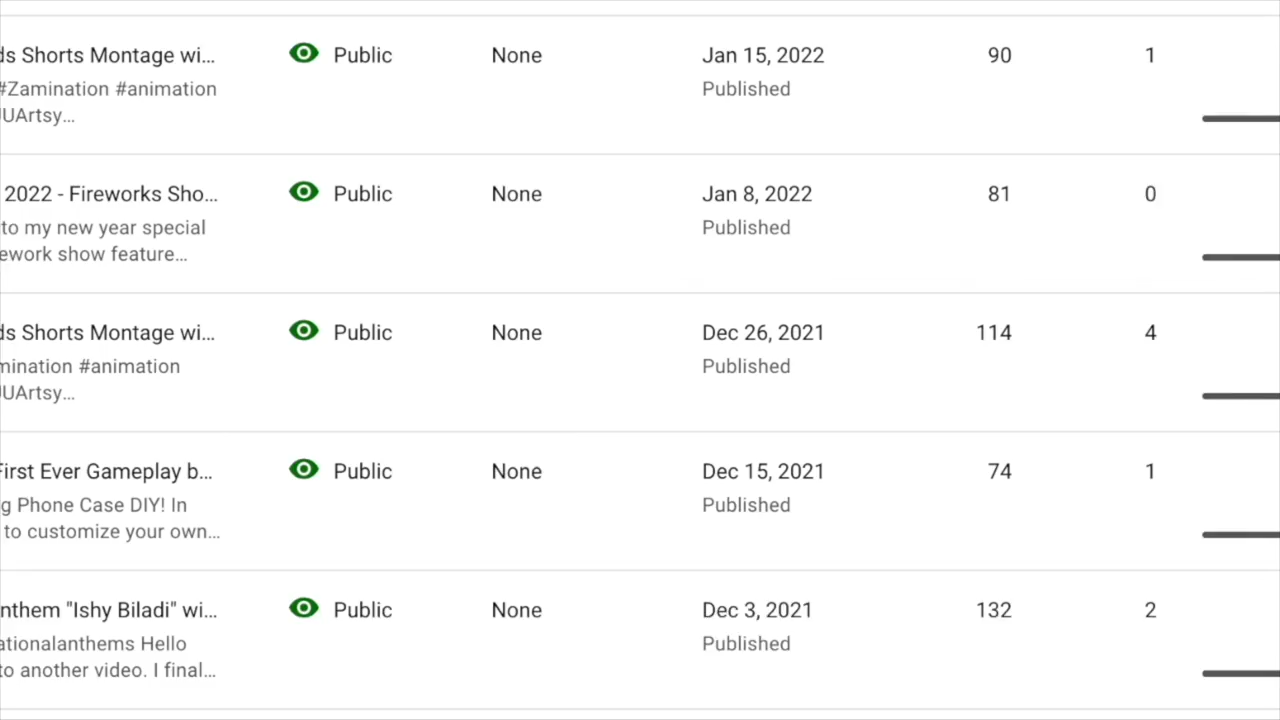 ds Shorts Montage wi... Public None Jan 15, 2022 90 1
#Zamination #animation Published
UArtsy...
2022 - Fireworks Sho... Public None Jan 8, 2022 81 0
to my new year special Published
ework show feature...
ds Shorts Montage wi... Public None Dec 26, 2021 114 4
mination #animation Published
UArtsy...
First Ever Gameplay b... Public None Dec 15, 2021 74 1
g Phone Case DIY! In Published
to customize your own...
nthem "Ishy Biladi" wi... Public None Dec 3, 2021 132 2
ationalanthems Hello Published
to another video. I final...